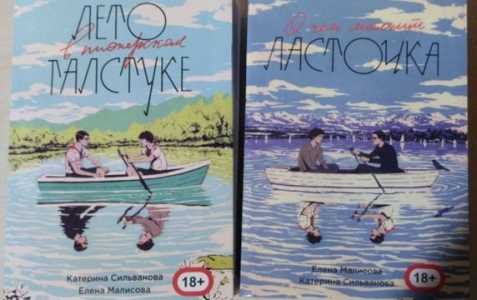 ЛЕТО
в пионерском
ГАЛСТУКЕ
Катерина Сильванова
Елена Малисова
18+
О чём молчит
ЛАСТОЧКА
Елена Малисова
Катерина Сильванова
18+